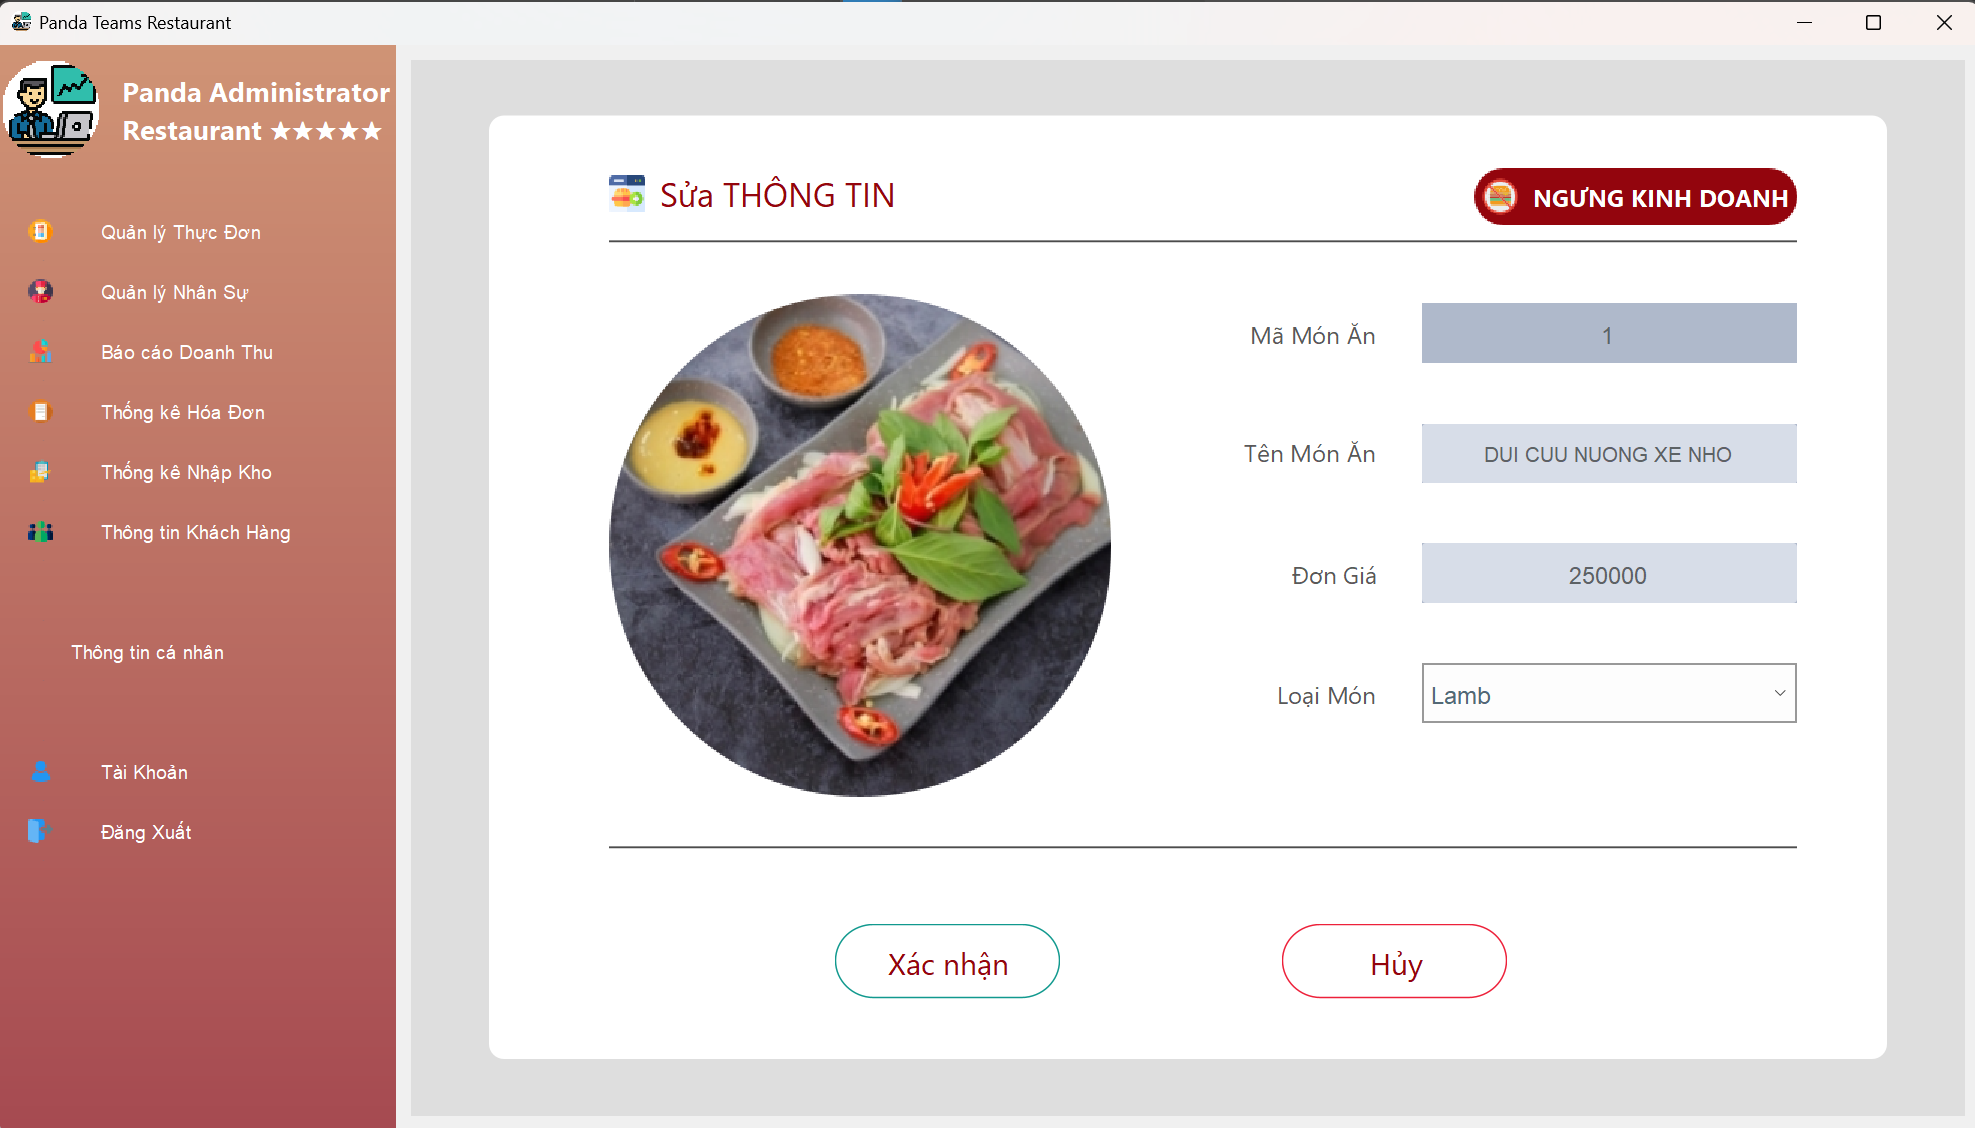 Panda Teams Restaurant
Panda Administrator
Restaurant ★★★★★
Quản lý Thực Đơn
Quản lý Nhân Sự
Báo cáo Doanh Thu
Thống kê Hóa Đơn
Thống kê Nhập Kho
Thông tin Khách Hàng
Thông tin cá nhân
Tài Khoản
Đăng Xuất
Sửa THÔNG TIN
NGƯNG KINH DOANH
Mã Món Ăn
1
Tên Món Ăn
DUI CUU NUONG XE NHO
Đơn Giá
250000
Loại Món
Lamb
Xác nhận
Hủy